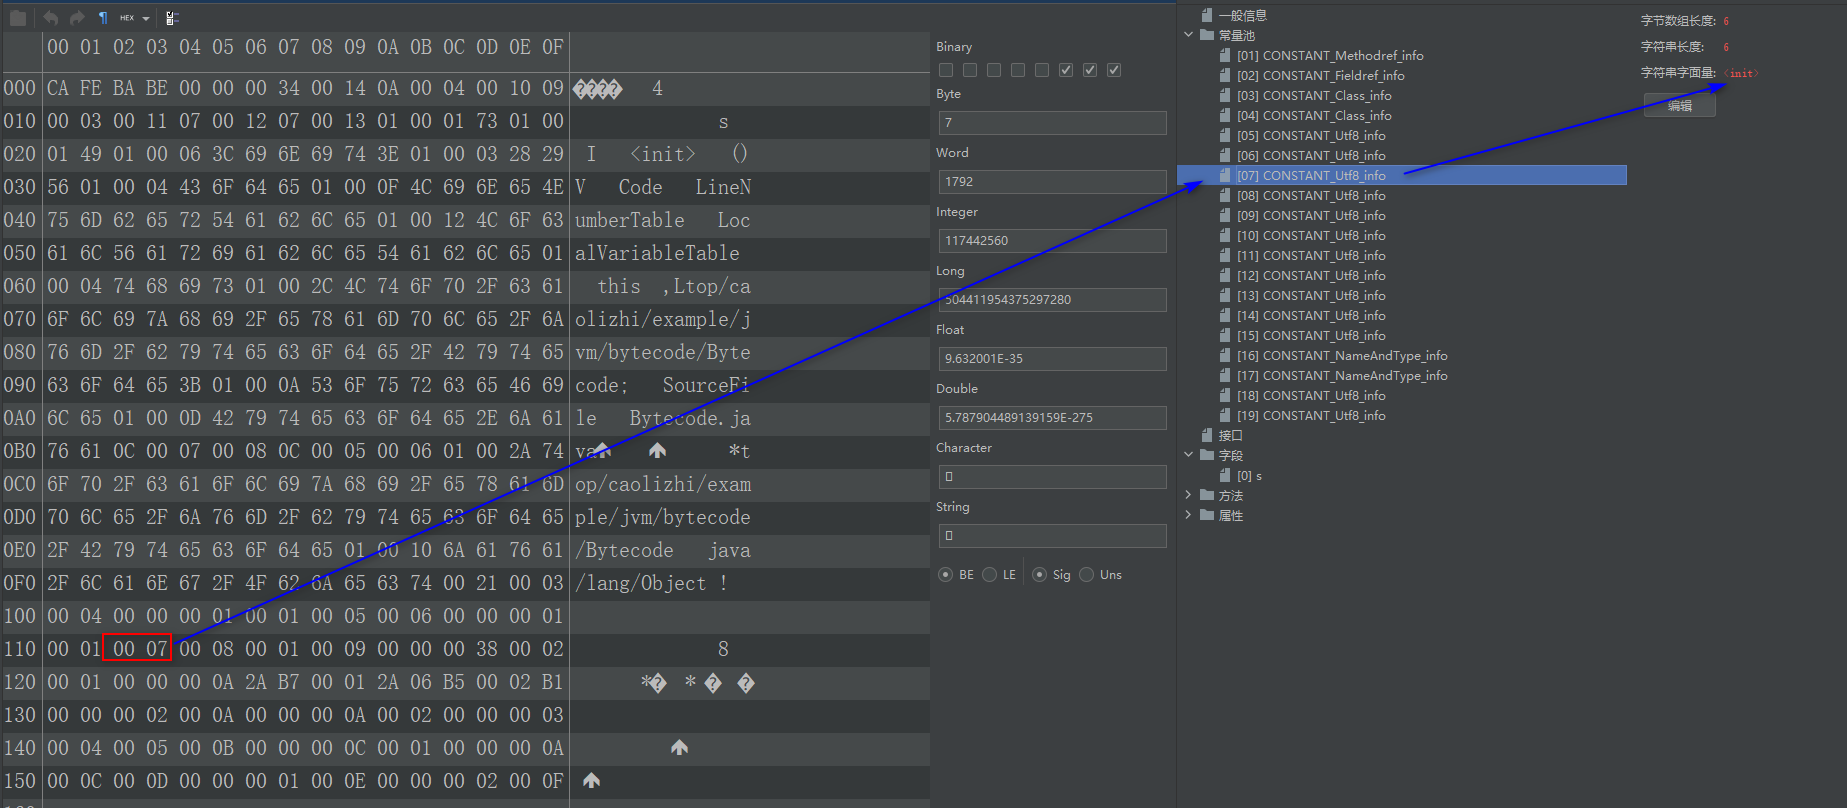 HEX
00 01 02 03 04 05 06 07 08 09 0A 0B 0C 0D 0E 0F
000 CA FE BA BE 00 00 00 34 00 14 0A 00 04 00 10 09 ���� 4
010 00 03 00 11 07 00 12 07 00 13 01 00 01 73 01 00 s
020 01 49 01 00 06 3C 69 6E 69 74 3E 01 00 03 28 29 I <init> ()
030 56 01 00 04 43 6F 64 65 01 00 0F 4C 69 6E 65 4E V Code LineN
040 75 6D 62 65 72 54 61 62 6C 65 01 00 12 4C 6F 63 umberTable Loc
050 61 6C 56 61 72 69 61 62 6C 65 54 61 62 6C 65 01 alVariableTable
060 00 04 74 68 69 73 01 00 2C 4C 74 6F 70 2F 63 61 this ,Ltop/ca
070 6F 6C 69 7A 68 69 2F 65 78 61 6D 70 6C 65 2F 6A olizhi/example/j
080 76 6D 2F 62 79 74 65 63 6F 64 65 2F 42 79 74 65 vm/bytecode/Byte
090 63 6F 64 65 3B 01 00 0A 53 6F 75 72 63 65 46 69 code; SourceFi
0A0 6C 65 01 00 0D 42 79 74 65 63 6F 64 65 2E 6A 61 le Bytecode.ja
0B0 76 61 0C 00 07 00 08 0C 00 05 00 06 01 00 2A 74 va *t
0C0 6F 70 2F 63 61 6F 6C 69 7A 68 69 2F 65 78 61 6D op/caolizhi/exam
0D0 70 6C 65 2F 6A 76 6D 2F 62 79 74 65 63 6F 64 65 ple/jvm/bytecode
0E0 2F 42 79 74 65 63 6F 64 65 01 00 10 6A 61 76 61 /Bytecode java
0F0 2F 6C 61 6E 67 2F 4F 62 6A 65 63 74 00 21 00 03 /lang/Object !
100 00 04 00 00 00 01 00 01 00 05 00 06 00 00 00 01
110 00 01 00 07 00 08 00 01 00 09 00 00 00 38 00 02 8
120 00 01 00 00 00 0A 2A B7 00 01 2A 06 B5 00 02 B1 *� * � �
130 00 00 00 02 00 0A 00 00 00 0A 00 02 00 00 00 03
140 00 04 00 05 00 0B 00 00 00 0C 00 01 00 00 00 0A
150 00 0C 00 0D 00 00 00 01 00 0E 00 00 00 02 00 0F
Binary
Byte
7
Word
1792
Integer
117442560
Long
504411954375297280
Float
9.632001E-35
Double
5.787904489139159E-275
Character
String
BE LE Sig Uns
一般信息
常量池
[01] CONSTANT_Methodref_info
[02] CONSTANT_Fieldref_info
[03] CONSTANT_Class_info
[04] CONSTANT_Class_info
[05] CONSTANT_Utf8_info
[06] CONSTANT_Utf8_info
[07] CONSTANT_Utf8_info
[08] CONSTANT_Utf8_info
[09] CONSTANT_Utf8_info
[10] CONSTANT_Utf8_info
[11] CONSTANT_Utf8_info
[12] CONSTANT_Utf8_info
[13] CONSTANT_Utf8_info
[14] CONSTANT_Utf8_info
[15] CONSTANT_Utf8_info
[16] CONSTANT_NameAndType_info
[17] CONSTANT_NameAndType_info
[18] CONSTANT_Utf8_info
[19] CONSTANT_Utf8_info
接口
字段
[0] s
方法
属性
字节数组长度: 6
字符串长度: 6
字符串字面量: <init>
编辑